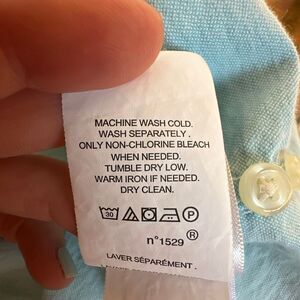 MACHINE WASH COLD.
WASH SEPARATELY .
ONLY NON-CHLORINE BLEACH
WHEN NEEDED.
TUMBLE DRY LOW.
WARM IRON IF NEEDED.
DRY CLEAN.
30
n°1529 ®
LAVER SÉPARÉMENT .